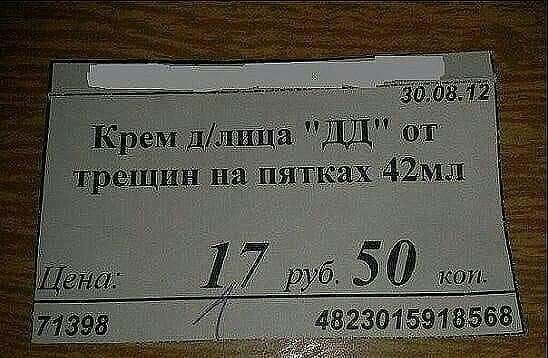 30.08.12
Крем д/лица "ДД" от
трещин на пятках 42мл
Цена: 17 руб. 50 коп.
71398 4823015918568